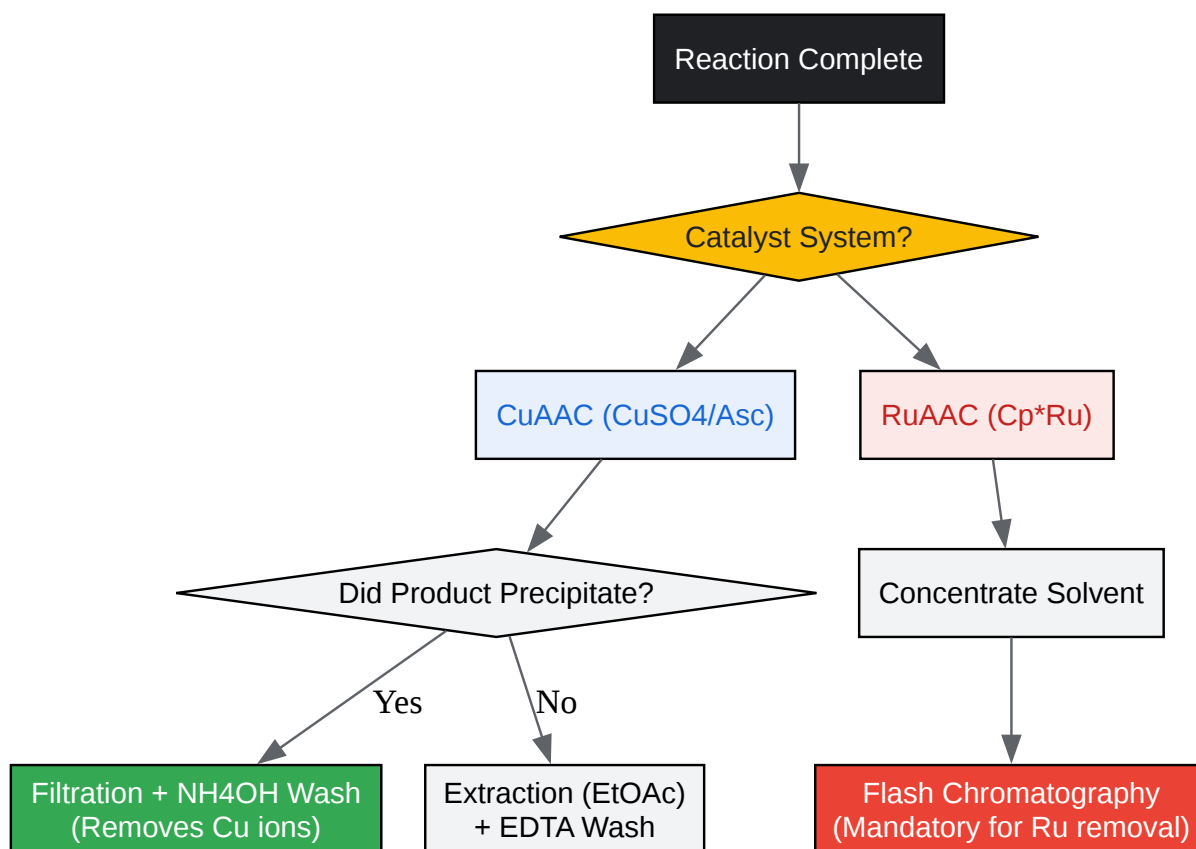 Reaction Complete
Catalyst System?
CuAAC (CuSO4/Asc)
RuAAC (Cp*Ru)
Did Product Precipitate?
Concentrate Solvent
Yes
No
Filtration + NH4OH Wash
(Removes Cu ions)
Extraction (EtOAc)
+ EDTA Wash
Flash Chromatography
(Mandatory for Ru removal)